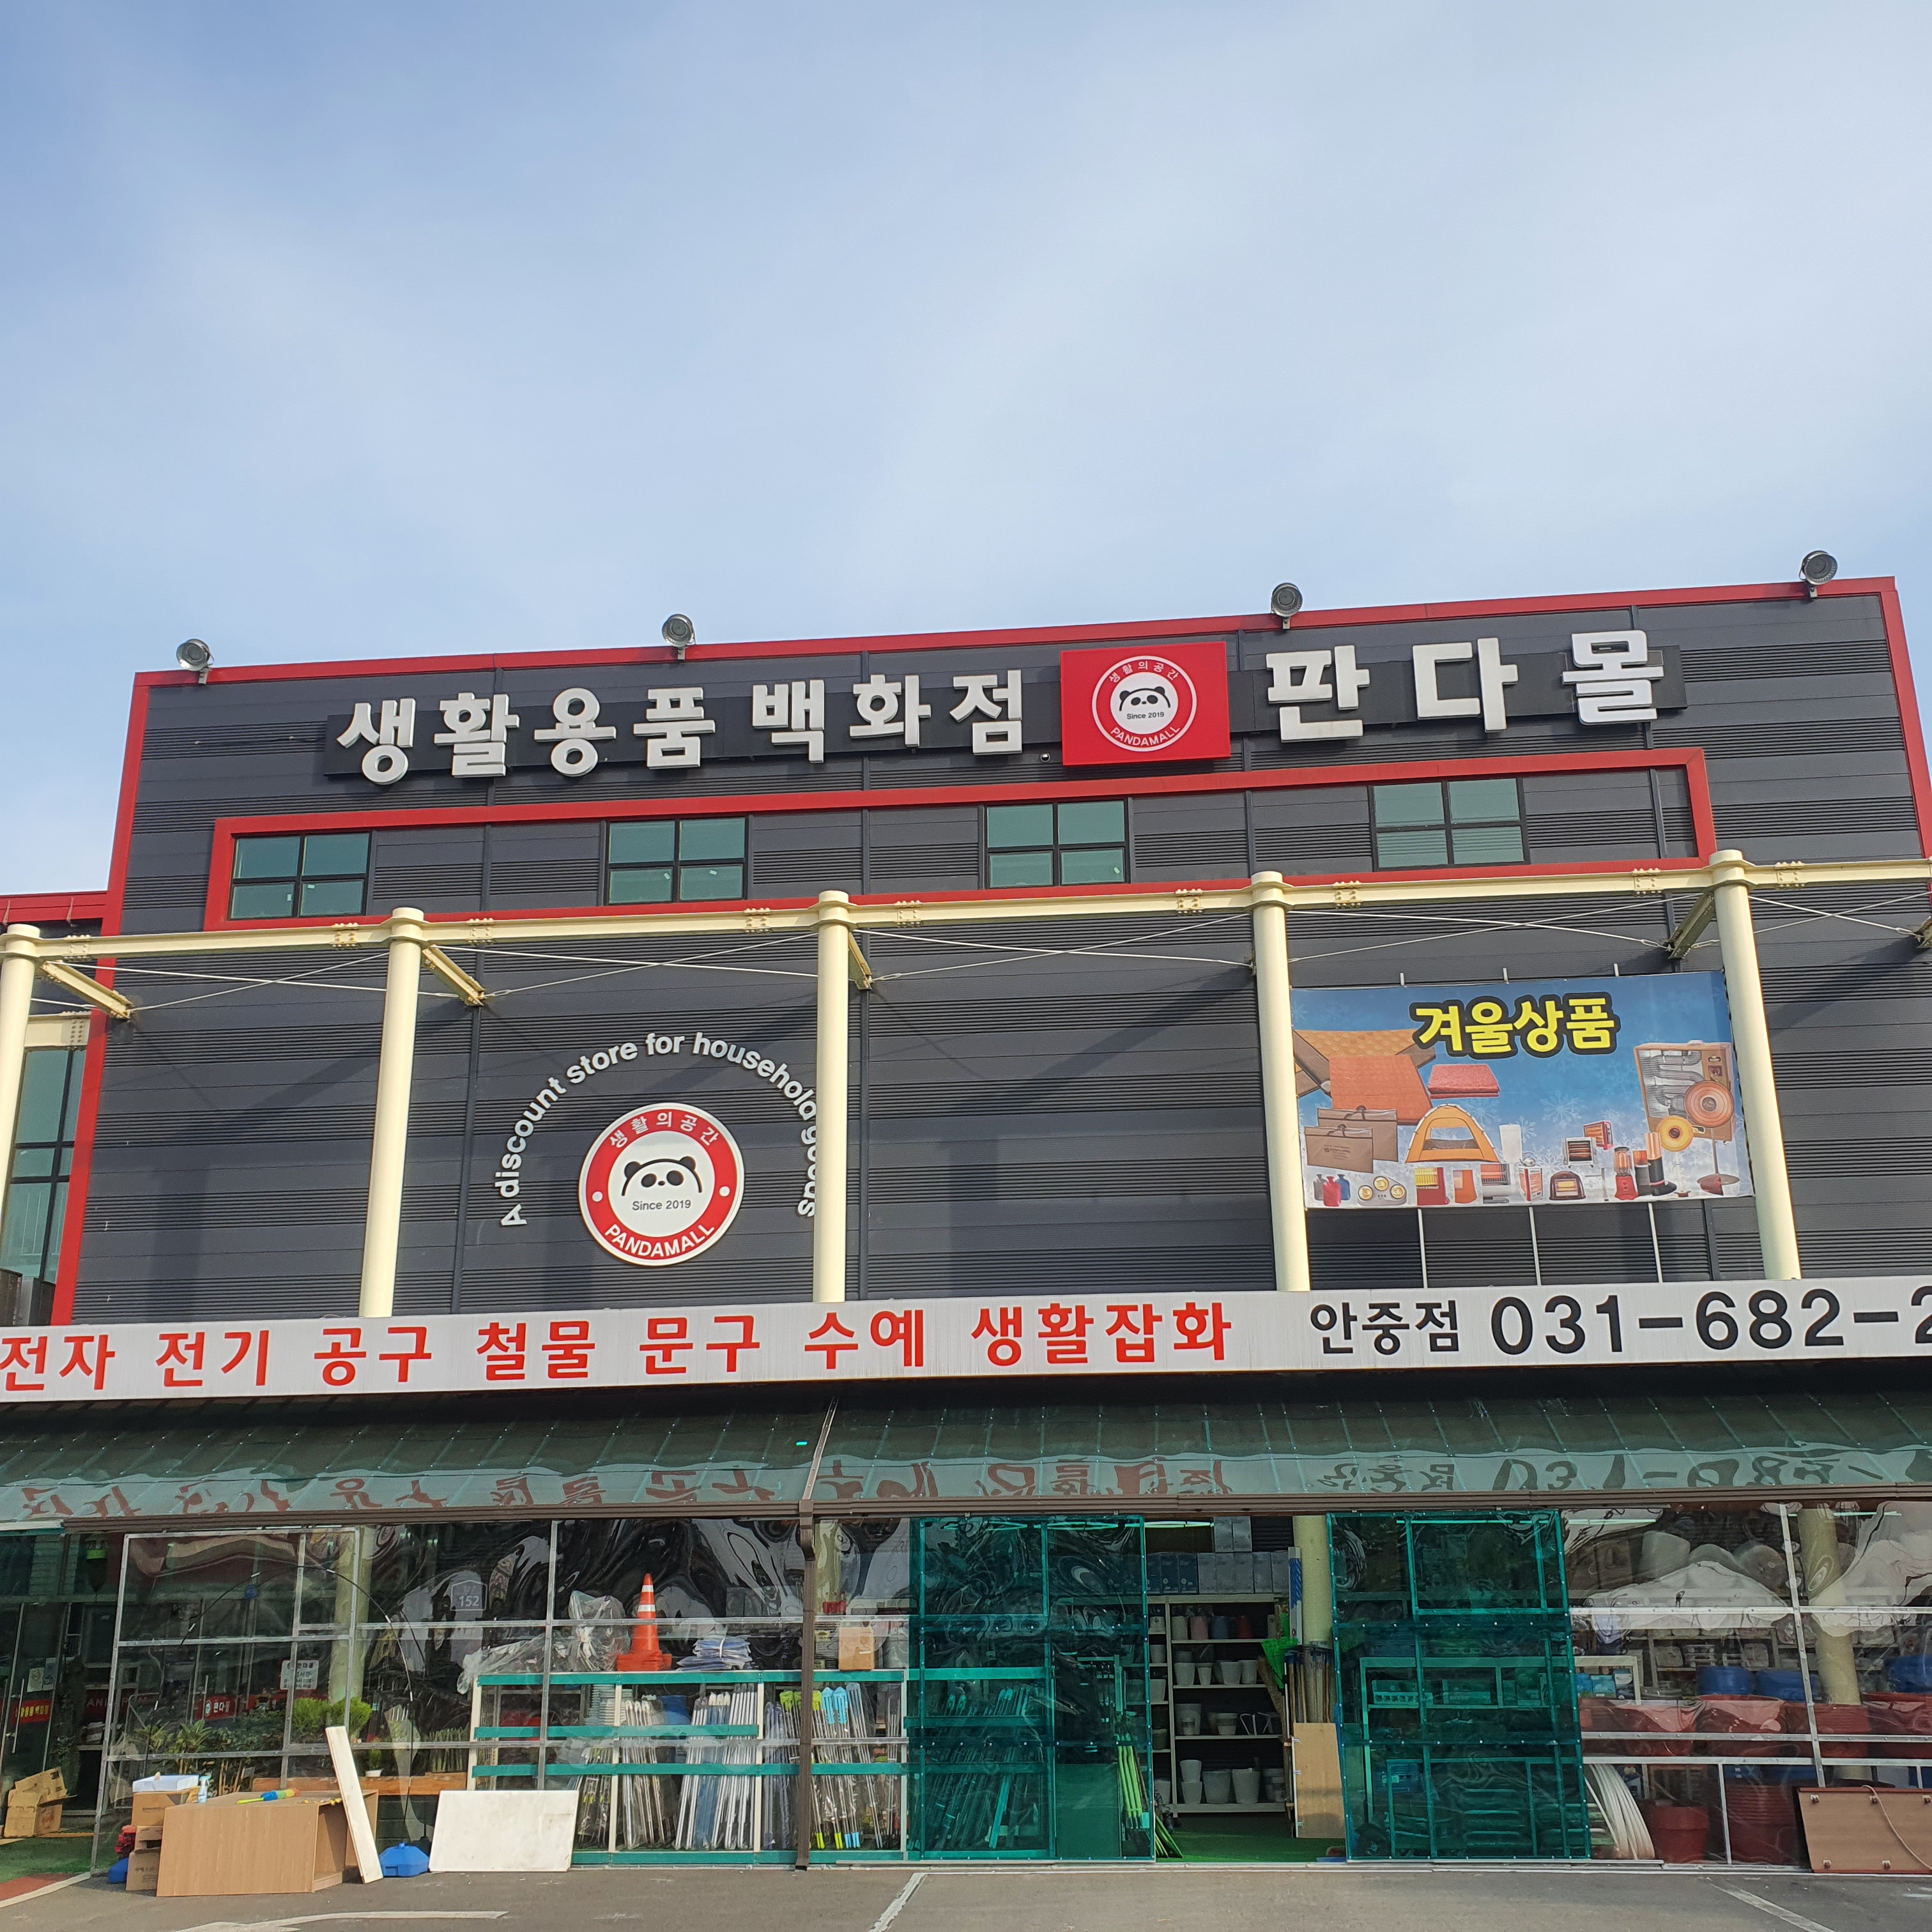 생활용품 백화점 판다몰
생활의공간
Since 2019
PANDAMALL
겨울상품
A discount store for household goods
생활의공간
Since 2019
PANDAMALL
전자 전기 공구 철물 문구 수예 생활잡화 안중점 031-682-2
152